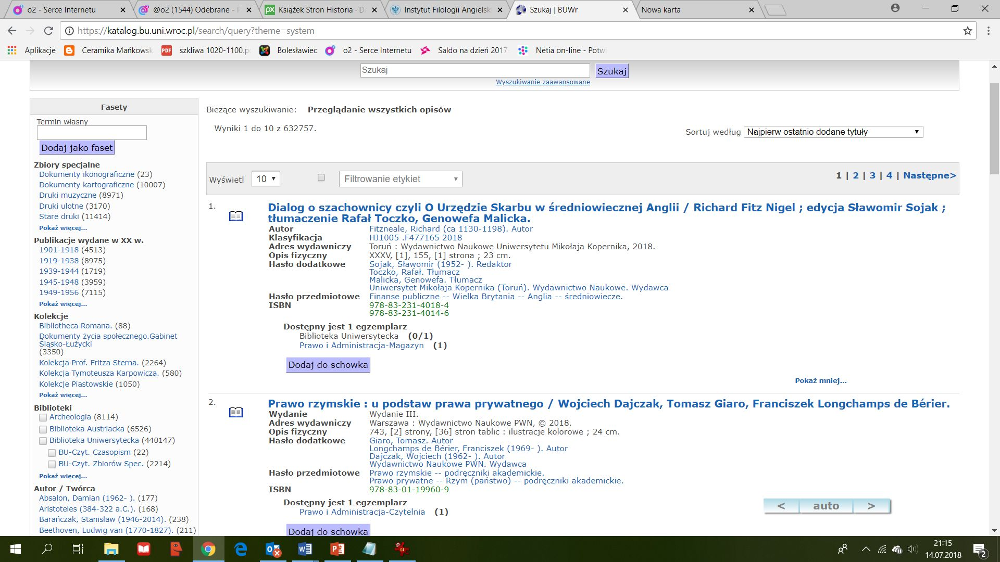 o2 - Serce Internetu
@o2 (1544) Odebrane - P
Książek Stron Historia · D
Instytut Filologii Angielsk
Szukaj | BUWr
Nowa karta
https://katalog.bu.uni.wroc.pl/search/query?theme=system
Aplikacje
Ceramika Mańkowsk
szkliwa 1020-1100.p
Bolesławiec
o2 - Serce Internetu
Saldo na dzień 2017-
Netia on-line - Potwi
Szukaj
Szukaj
Wyszukiwanie zaawansowane
Fasety
Termin własny
Dodaj jako faset
Zbiory specjalne
Dokumenty ikonograficzne (23)
Dokumenty kartograficzne (10007)
Druki muzyczne (8971)
Druki ulotne (3170)
Stare druki (11414)
Pokaż więcej...
Publikacje wydane w XX w.
1901-1918 (4513)
1919-1938 (8975)
1939-1944 (1719)
1945-1948 (3959)
1949-1956 (7115)
Pokaż więcej...
Kolekcje
Bibliotheca Romana. (88)
Dokumenty życia społecznego.Gabinet
Śląsko-Łużycki
(3350)
Kolekcja Prof. Fritza Sterna. (2264)
Kolekcja Tymoteusza Karpowicza. (580)
Kolekcje Piastowskie (1050)
Pokaż więcej...
Biblioteki
Archeologia (8114)
Biblioteka Austriacka (6526)
Biblioteka Uniwersytecka (440147)
BU-Czyt. Czasopism (22)
BU-Czyt. Zbiorów Spec. (2214)
Pokaż więcej...
Autor / Twórca
Absalon, Damian (1962- ). (177)
Aristoteles (384-322 a.C.). (168)
Barańczak, Stanisław (1946-2014). (238)
Beethoven, Ludwig van (1770-1827). (211)
Bieżące wyszukiwanie: Przeglądanie wszystkich opisów
Wyniki 1 do 10 z 632757.
Sortuj według Najpierw ostatnio dodane tytuły
Wyświetl 10 Filtrowanie etykiet
1 | 2 | 3 | 4 | Następne>
1.
Dialog o szachownicy czyli O Urzędzie Skarbu w średniowiecznej Anglii / Richard Fitz Nigel ; edycja Sławomir Sojak ;
tłumaczenie Rafał Toczko, Genowefa Malicka.
Autor Fitzneale, Richard (ca 1130-1198). Autor
Klasyfikacja HJ1005 .F477165 2018
Adres wydawniczy Toruń : Wydawnictwo Naukowe Uniwersytetu Mikołaja Kopernika, 2018.
Opis fizyczny XXXV, [1], 155, [1] strona ; 23 cm.
Hasło dodatkowe Sojak, Sławomir (1952- ). Redaktor
Toczko, Rafał. Tłumacz
Malicka, Genowefa. Tłumacz
Uniwersytet Mikołaja Kopernika (Toruń). Wydawnictwo Naukowe. Wydawca
Hasło przedmiotowe Finanse publiczne -- Wielka Brytania -- Anglia -- średniowiecze.
ISBN 978-83-231-4018-4
978-83-231-4014-6
Dostępny jest 1 egzemplarz
Biblioteka Uniwersytecka (0/1)
Prawo i Administracja-Magazyn (1)
Dodaj do schowka
Pokaż mniej...
2.
Prawo rzymskie : u podstaw prawa prywatnego / Wojciech Dajczak, Tomasz Giaro, Franciszek Longchamps de Bérier.
Wydanie Wydanie III.
Adres wydawniczy Warszawa : Wydawnictwo Naukowe PWN, © 2018.
Opis fizyczny 743, [2] strony, [36] stron tablic : ilustracje kolorowe ; 24 cm.
Hasło dodatkowe Giaro, Tomasz. Autor
Longchamps de Bérier, Franciszek (1969- ). Autor
Dajczak, Wojciech (1962- ). Autor
Wydawnictwo Naukowe PWN. Wydawca
Hasło przedmiotowe Prawo rzymskie -- podręczniki akademickie.
Prawo prywatne -- Rzym (państwo) -- podręczniki akademickie.
ISBN 978-83-01-19960-9
Dostępny jest 1 egzemplarz
Prawo i Administracja-Czytelnia (1)
Dodaj do schowka
< auto >
21:15
14.07.2018
2